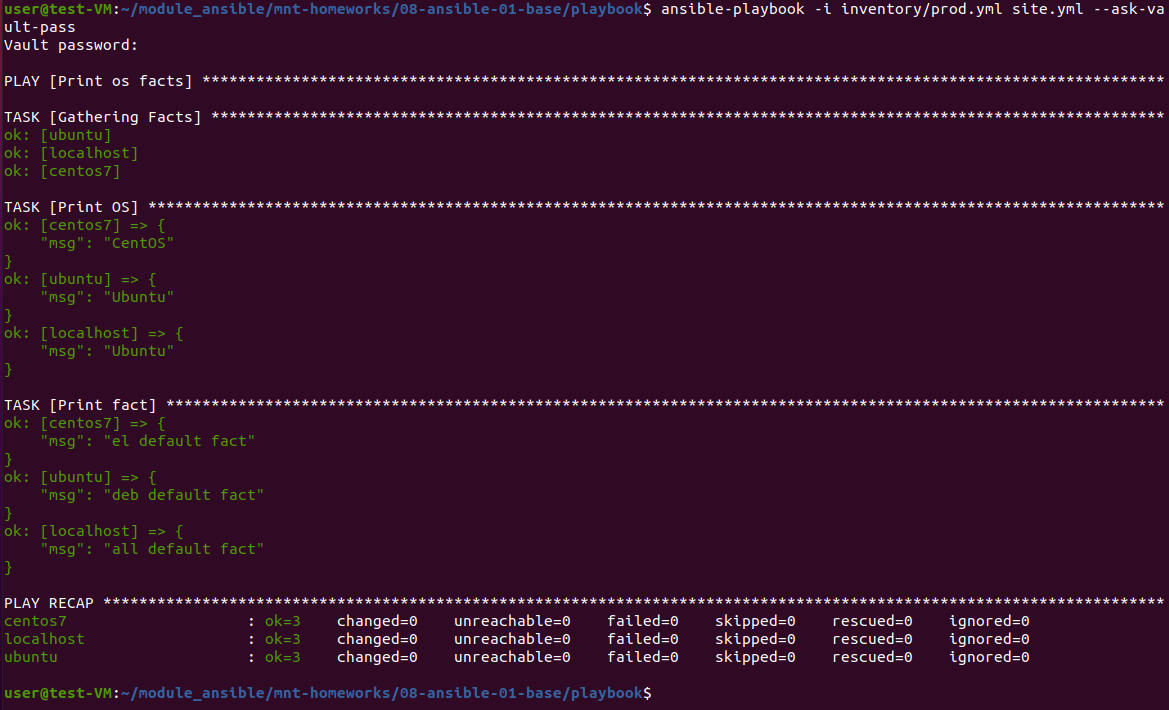 user@test-VM:~/module_ansible/mnt-homeworks/08-ansible-01-base/playbook$ ansible-playbook -i inventory/prod.yml site.yml --ask-va
ult-pass
Vault password:
PLAY [Print os facts] ***********************************************************************************************************
TASK [Gathering Facts] **********************************************************************************************************
ok: [ubuntu]
ok: [localhost]
ok: [centos7]
TASK [Print OS] *****************************************************************************************************************
ok: [centos7] => {
    "msg": "CentOS"
}
ok: [ubuntu] => {
    "msg": "Ubuntu"
}
ok: [localhost] => {
    "msg": "Ubuntu"
}
TASK [Print fact] ***************************************************************************************************************
ok: [centos7] => {
    "msg": "el default fact"
}
ok: [ubuntu] => {
    "msg": "deb default fact"
}
ok: [localhost] => {
    "msg": "all default fact"
}
PLAY RECAP **********************************************************************************************************************
centos7                    : ok=3    changed=0    unreachable=0    failed=0    skipped=0    rescued=0    ignored=0
localhost                  : ok=3    changed=0    unreachable=0    failed=0    skipped=0    rescued=0    ignored=0
ubuntu                     : ok=3    changed=0    unreachable=0    failed=0    skipped=0    rescued=0    ignored=0
user@test-VM:~/module_ansible/mnt-homeworks/08-ansible-01-base/playbook$